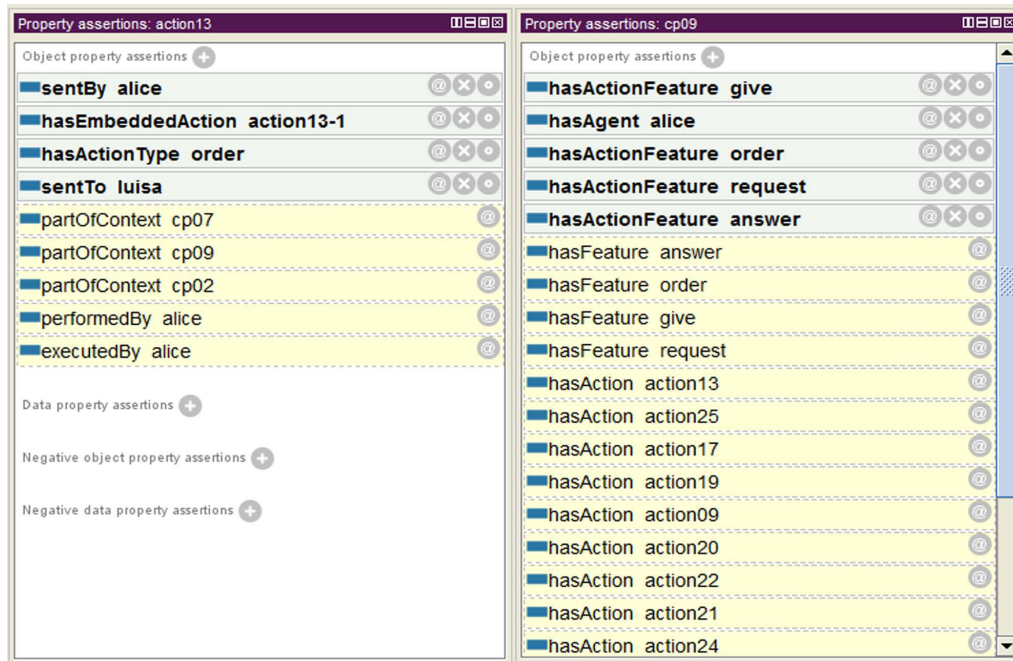 Property assertions: action13
Object property assertions
sentBy alice
hasEmbeddedAction action13-1
hasActionType order
sentTo luisa
partOfContext cp07
partOfContext cp09
partOfContext cp02
performedBy alice
executedBy alice
Data property assertions
Negative object property assertions
Negative data property assertions
Property assertions: cp09
Object property assertions
hasActionFeature give
hasAgent alice
hasActionFeature order
hasActionFeature request
hasActionFeature answer
hasFeature answer
hasFeature order
hasFeature give
hasFeature request
hasAction action13
hasAction action25
hasAction action17
hasAction action19
hasAction action09
hasAction action20
hasAction action22
hasAction action21
hasAction action24